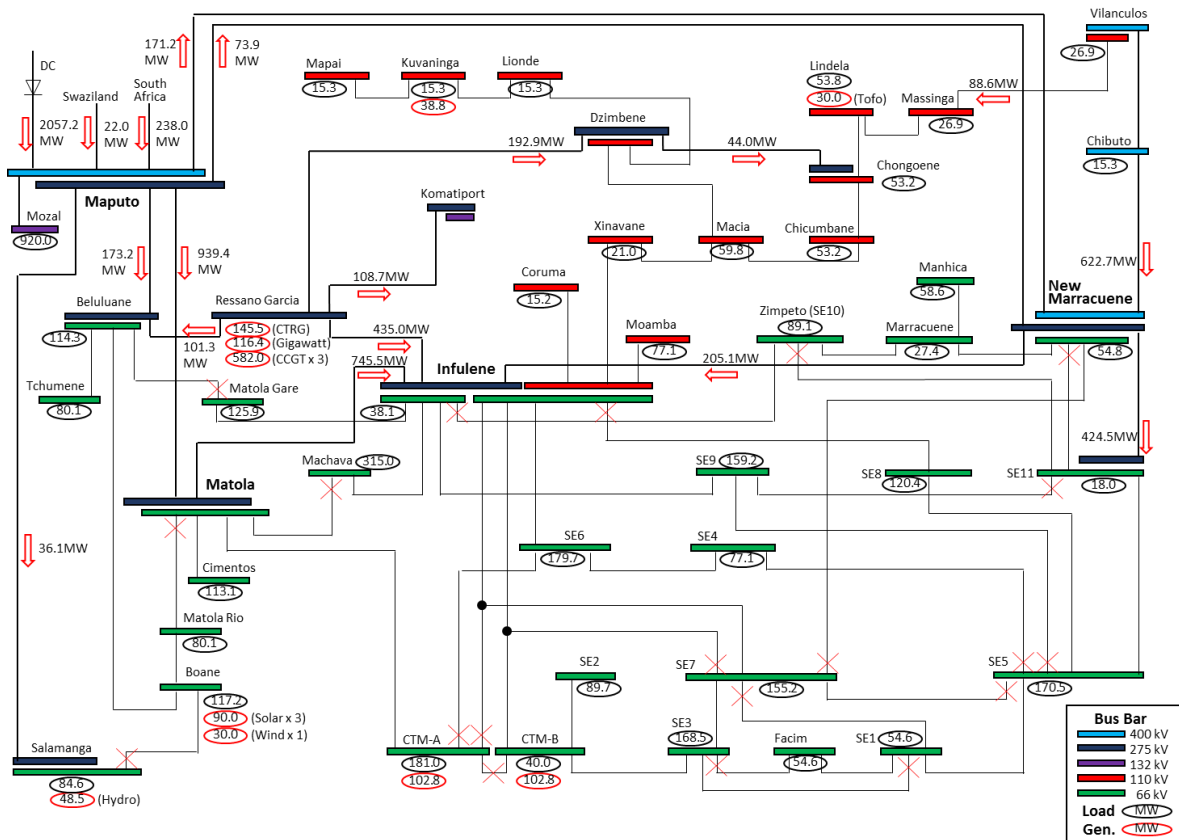 Vilanculos
26.9
171.2
MW
73.9
MW
DC
Swaziland
South
Africa
2057.2
MW
22.0
MW
238.0
MW
Mapai
15.3
Kuvaninga
15.3
38.8
Lionde
15.3
Lindela
53.8
30.0 (Tofo)
Massinga
26.9
88.6MW
Dzimbene
192.9MW
44.0MW
Chibuto
15.3
Chongoene
53.2
Maputo
Mozal
920.0
Komatiport
Xinavane
21.0
Macia
59.8
Chicumbane
53.2
173.2
MW
939.4
MW
108.7MW
Coruma
15.2
Manhica
58.6
622.7MW
New
Marracuene
54.8
Beluluane
114.3
Ressano Garcia
145.5 (CTRG)
116.4 (Gigawatt)
582.0 (CCGT x 3)
101.3
MW
435.0MW
745.5MW
Moamba
77.1
Zimpeto (SE10)
89.1
Marracuene
27.4
205.1MW
Infulene
38.1
Tchumene
80.1
Matola Gare
125.9
424.5MW
Machava
315.0
SE9
159.2
SE8
120.4
SE11
18.0
Matola
36.1MW
SE6
179.7
SE4
77.1
Cimentos
113.1
Matola Rio
80.1
Boane
117.2
90.0 (Solar x 3)
30.0 (Wind x 1)
SE2
89.7
SE7
155.2
SE5
170.5
Salamanga
84.6
48.5 (Hydro)
CTM-A
181.0
102.8
CTM-B
40.0
102.8
SE3
168.5
Facim
54.6
SE1
54.6
Bus Bar
400 kV
275 kV
132 kV
110 kV
66 kV
Load MW
Gen. MW